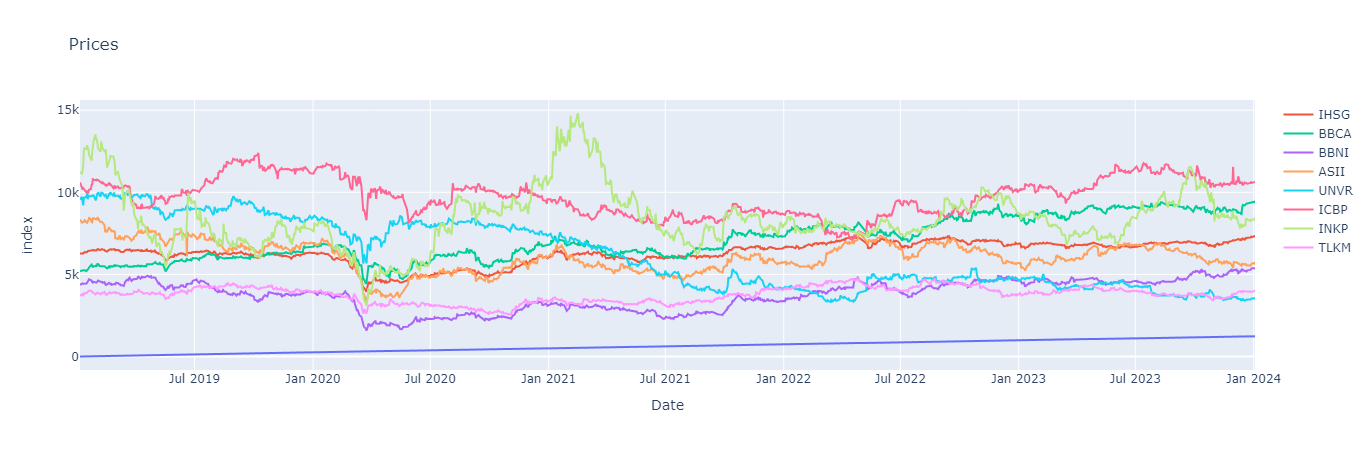 Prices
15k
10k
5k
0
index
Jul 2019
Jan 2020
Jul 2020
Jan 2021
Jul 2021
Jan 2022
Jul 2022
Jan 2023
Jul 2023
Jan 2024
Date
IHSG
BBCA
BBNI
ASII
UNVR
ICBP
INKP
TLKM